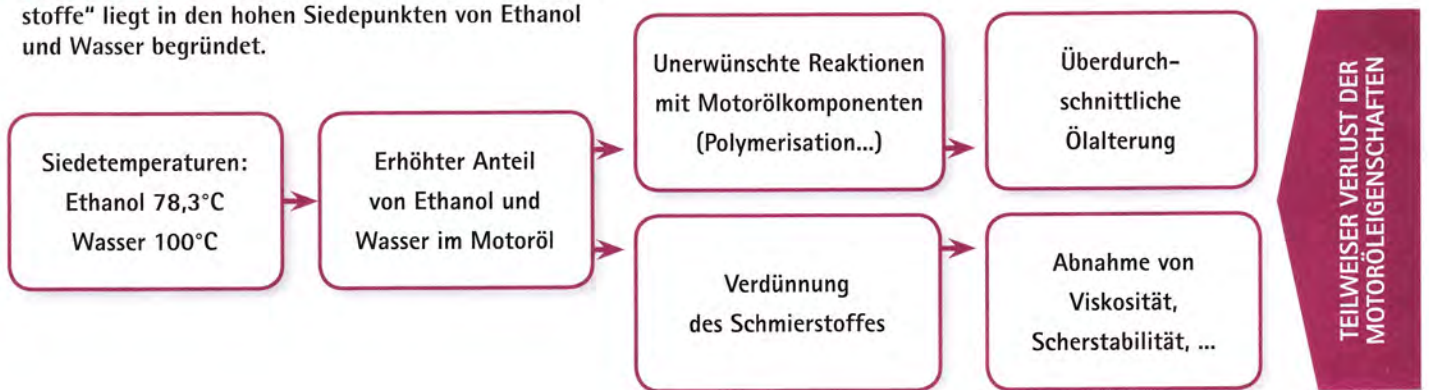 stoffe" liegt in den hohen Siedepunkten von Ethanol
und Wasser begründet.
Siedetemperaturen:
Ethanol 78,3°C
Wasser 100°C
Erhöhter Anteil
von Ethanol und
Wasser im Motoröl
Unerwünschte Reaktionen
mit Motorölkomponenten
(Polymerisation...)
Überdurch-
schnittliche
Ölalterung
Verdünnung
des Schmierstoffes
Abnahme von
Viskosität,
Scherstabilität, ...
TEILWEISER VERLUST DER
MOTORÖLEIGENSCHAFTEN